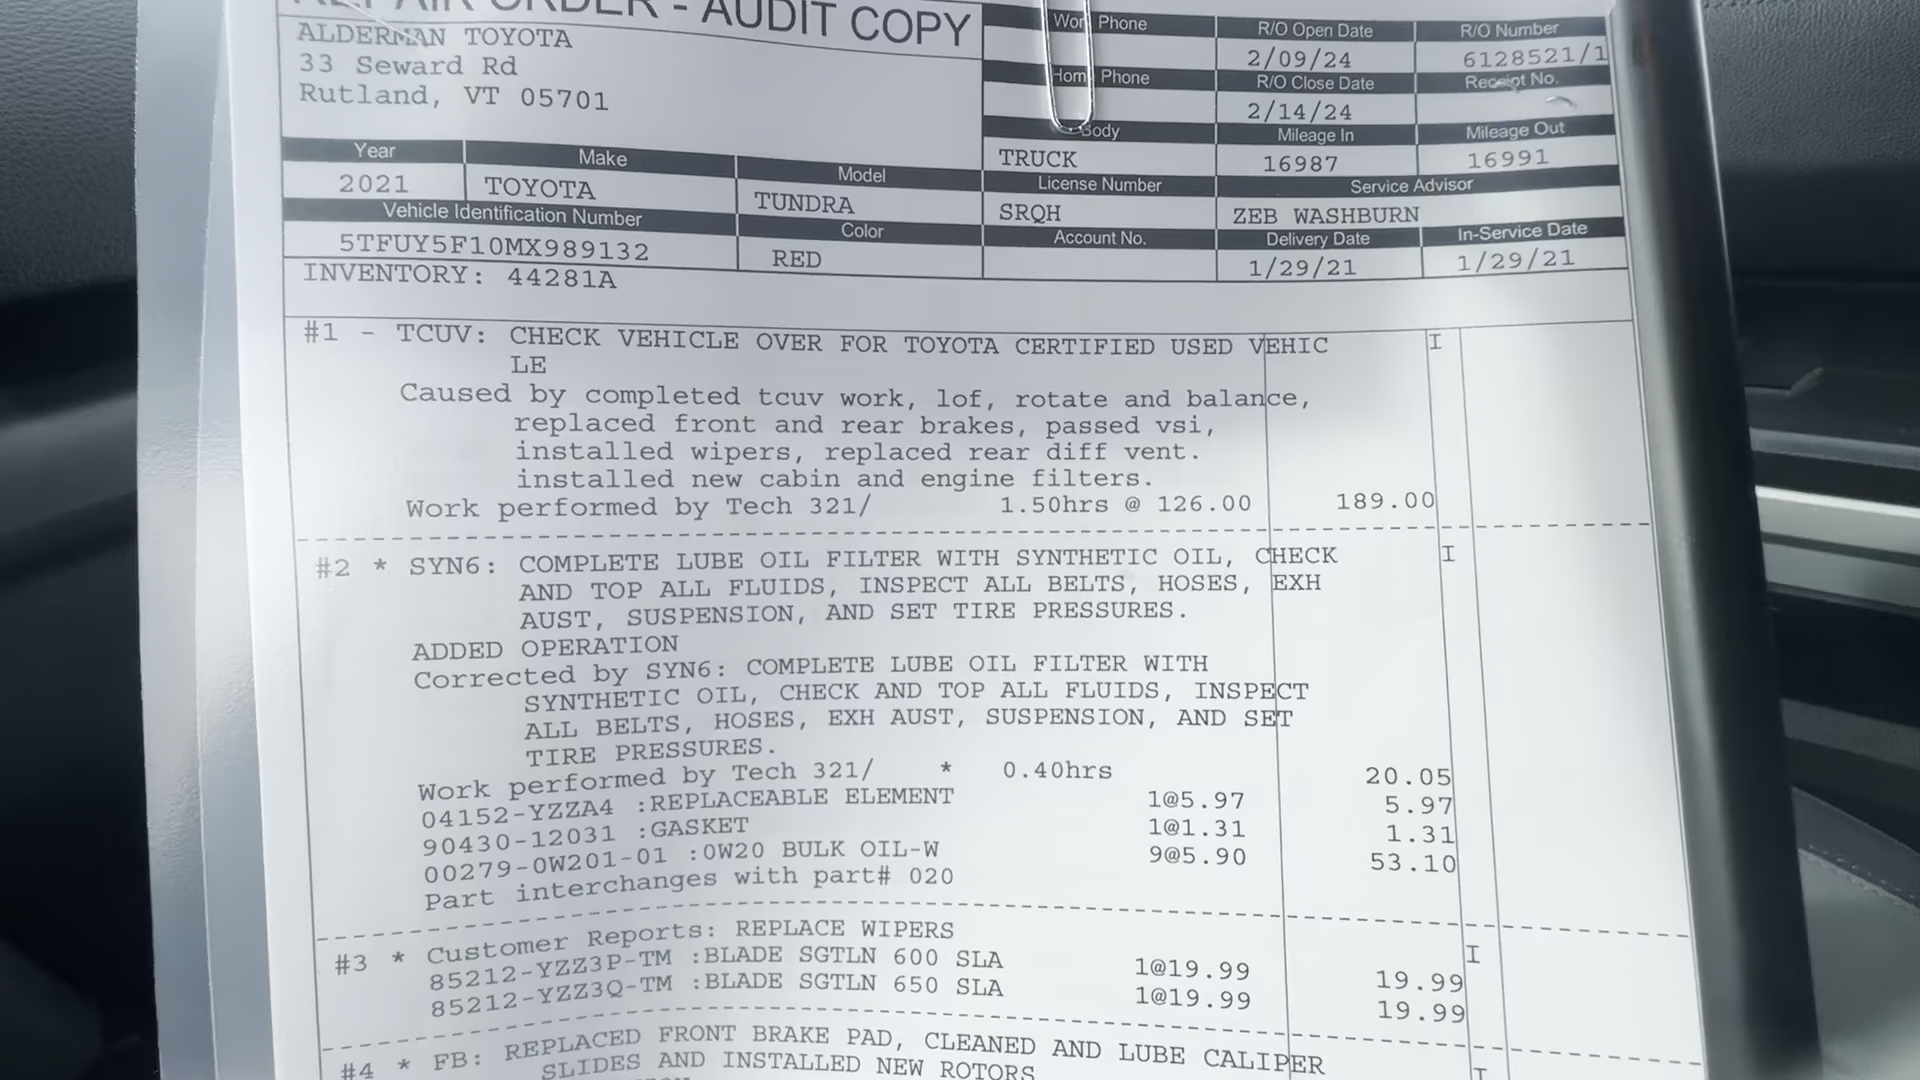 REPAIR ORDER - AUDIT COPY
ALDERMAN TOYOTA
33 Seward Rd
Rutland, VT 05701
Work Phone
R/O Open Date
R/O Number
2/09/24
6128521/1
Home Phone
R/O Close Date
Receipt No.
2/14/24
Body
Mileage In
Mileage Out
TRUCK
16987
16991
Year
Make
Model
License Number
Service Advisor
2021
TOYOTA
TUNDRA
SRQH
ZEB WASHBURN
Vehicle Identification Number
Color
Account No.
Delivery Date
In-Service Date
5TFUY5F10MX989132
RED
1/29/21
1/29/21
INVENTORY: 44281A
#1 - TCUV: CHECK VEHICLE OVER FOR TOYOTA CERTIFIED USED VEHIC I
LE
Caused by completed tcuv work, lof, rotate and balance,
replaced front and rear brakes, passed vsi,
installed wipers, replaced rear diff vent.
installed new cabin and engine filters.
Work performed by Tech 321/ 1.50hrs @ 126.00 189.00
#2 * SYN6: COMPLETE LUBE OIL FILTER WITH SYNTHETIC OIL, CHECK I
AND TOP ALL FLUIDS, INSPECT ALL BELTS, HOSES, EXH
AUST, SUSPENSION, AND SET TIRE PRESSURES.
ADDED OPERATION
Corrected by SYN6: COMPLETE LUBE OIL FILTER WITH
SYNTHETIC OIL, CHECK AND TOP ALL FLUIDS, INSPECT
ALL BELTS, HOSES, EXH AUST, SUSPENSION, AND SET
TIRE PRESSURES.
Work performed by Tech 321/ * 0.40hrs 20.05
04152-YZZA4 :REPLACEABLE ELEMENT 1@5.97 5.97
90430-12031 :GASKET 1@1.31 1.31
00279-0W201-01 :0W20 BULK OIL-W 9@5.90 53.10
Part interchanges with part# 020
#3 * Customer Reports: REPLACE WIPERS I
85212-YZZ3P-TM :BLADE SGTLN 600 SLA 1@19.99 19.99
85212-YZZ3Q-TM :BLADE SGTLN 650 SLA 1@19.99 19.99
#4 * FB: REPLACED FRONT BRAKE PAD, CLEANED AND LUBE CALIPER I
SLIDES AND INSTALLED NEW ROTORS